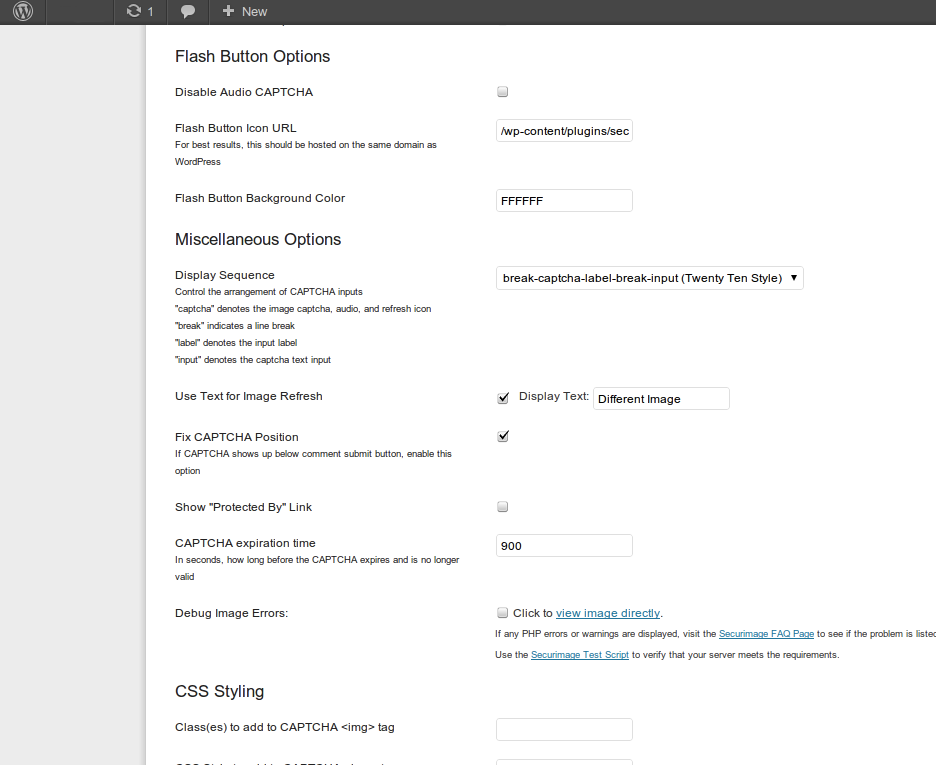 1 New
Flash Button Options
Disable Audio CAPTCHA
Flash Button Icon URL
/wp-content/plugins/sec
For best results, this should be hosted on the same domain as
WordPress
Flash Button Background Color
FFFFFF
Miscellaneous Options
Display Sequence
break-captcha-label-break-input (Twenty Ten Style)
Control the arrangement of CAPTCHA inputs
"captcha" denotes the image captcha, audio, and refresh icon
"break" indicates a line break
"label" denotes the input label
"input" denotes the captcha text input
Use Text for Image Refresh
Display Text: Different Image
Fix CAPTCHA Position
If CAPTCHA shows up below comment submit button, enable this
option
Show "Protected By" Link
CAPTCHA expiration time
900
In seconds, how long before the CAPTCHA expires and is no longer
valid
Debug Image Errors:
Click to view image directly.
If any PHP errors or warnings are displayed, visit the Securimage FAQ Page to see if the problem is listed
Use the Securimage Test Script to verify that your server meets the requirements.
CSS Styling
Class(es) to add to CAPTCHA <img> tag